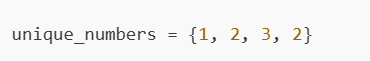 unique_numbers = {1, 2, 3, 2}